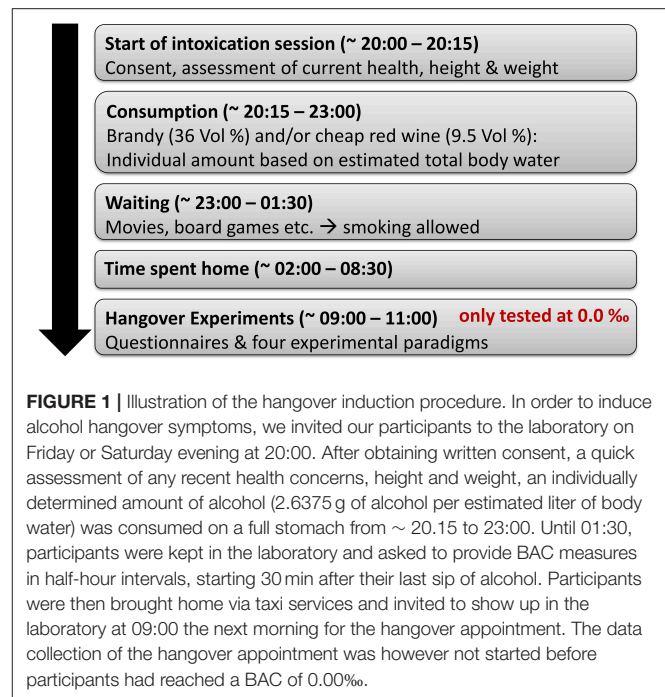 Start of intoxication session (~ 20:00 – 20:15)
Consent, assessment of current health, height & weight
Consumption (~ 20:15 – 23:00)
Brandy (36 Vol %) and/or cheap red wine (9.5 Vol %):
Individual amount based on estimated total body water
Waiting (~ 23:00 – 01:30)
Movies, board games etc. → smoking allowed
Time spent home (~ 02:00 – 08:30)
Hangover Experiments (~ 09:00 – 11:00) only tested at 0.0 ‰
Questionnaires & four experimental paradigms
FIGURE 1 | Illustration of the hangover induction procedure. In order to induce
alcohol hangover symptoms, we invited our participants to the laboratory on
Friday or Saturday evening at 20:00. After obtaining written consent, a quick
assessment of any recent health concerns, height and weight, an individually
determined amount of alcohol (2.6375 g of alcohol per estimated liter of body
water) was consumed on a full stomach from ∼ 20.15 to 23:00. Until 01:30,
participants were kept in the laboratory and asked to provide BAC measures
in half-hour intervals, starting 30 min after their last sip of alcohol. Participants
were then brought home via taxi services and invited to show up in the
laboratory at 09:00 the next morning for the hangover appointment. The data
collection of the hangover appointment was however not started before
participants had reached a BAC of 0.00‰.